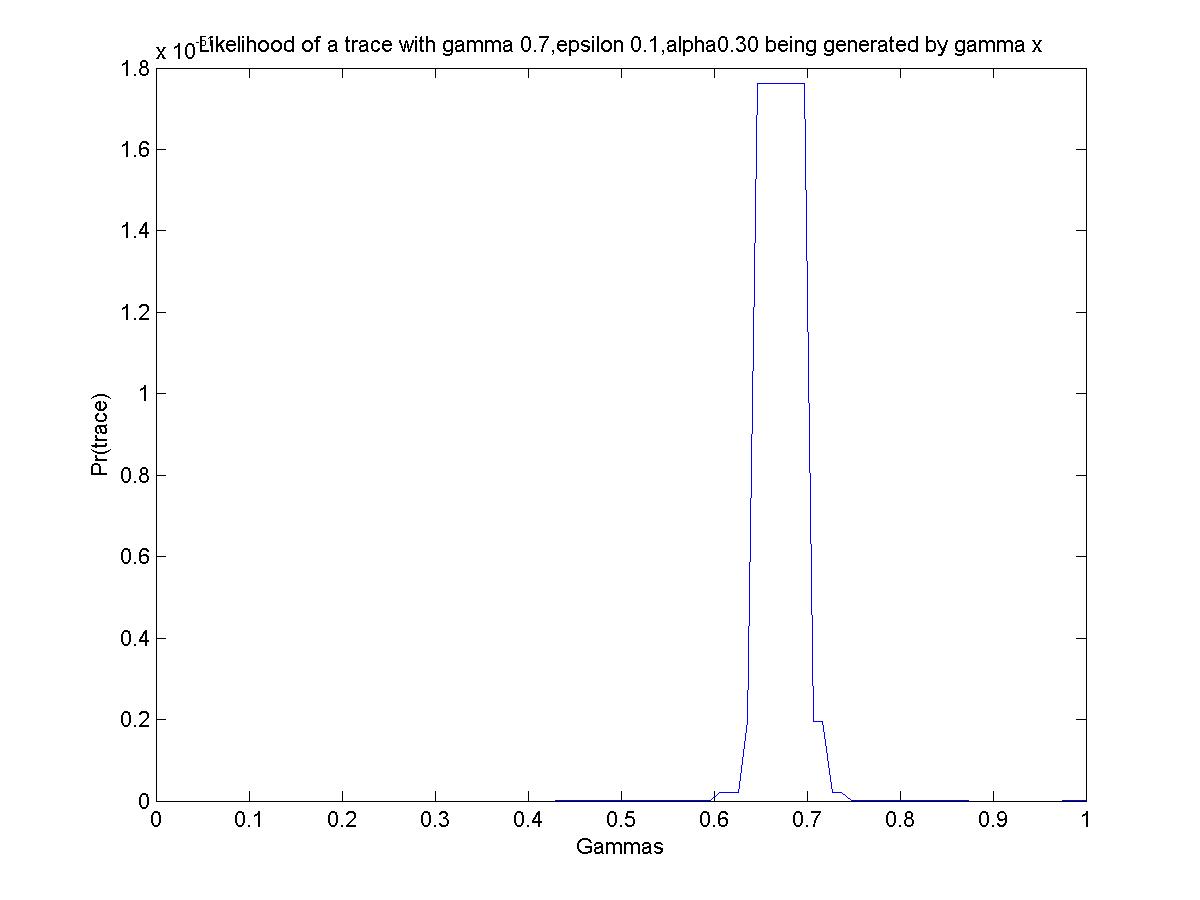 x 10
Likelihood of a trace with gamma 0.7,epsilon 0.1,alpha0.30 being generated by gamma x
1.8
1.6
1.4
1.2
1
0.8
0.6
0.4
0.2
0
Pr(trace)
0 0.1 0.2 0.3 0.4 0.5 0.6 0.7 0.8 0.9 1
Gammas